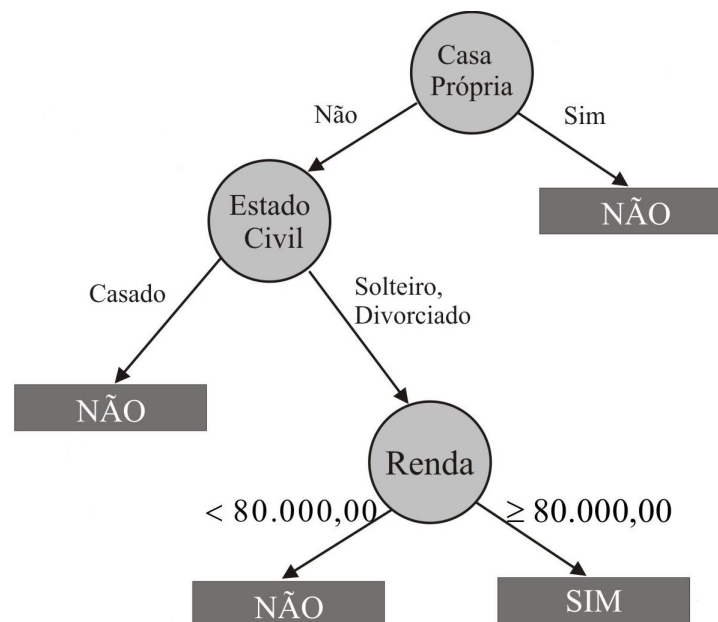 Casa
Própria
Não
Sim
Estado
Civil
NÃO
Casado
Solteiro,
Divorciado
NÃO
Renda
< 80.000,00
≥ 80.000,00
NÃO
SIM